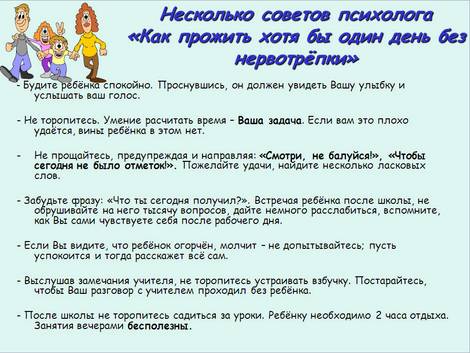 Несколько советов психолога
«Как прожить хотя бы один день без
нервотрёпки»
- Будите ребёнка спокойно. Проснувшись, он должен увидеть Вашу улыбку и
услышать ваш голос.
- Не торопитесь. Умение расчитать время – Ваша задача. Если вам это плохо
удаётся, вины ребёнка в этом нет.
- Не прощайтесь, предупреждая и направляя: «Смотри, не балуйся!», «Чтобы
сегодня не было отметок!». Пожелайте удачи, найдите несколько ласковых
слов.
- Забудьте фразу: «Что ты сегодня получил?». Встречая ребёнка после школы, не
обрушивайте на него тысячу вопросов, дайте немного расслабиться, вспомните,
как Вы сами чувствуете себя после рабочего дня.
- Если Вы видите, что ребёнок огорчён, молчит – не допытывайтесь; пусть
успокоится и тогда расскажет всё сам.
- Выслушав замечания учителя, не торопитесь устраивать взбучку. Постарайтесь,
чтобы Ваш разговор с учителем проходил без ребёнка.
- После школы не торопитесь садиться за уроки. Ребёнку необходимо 2 часа отдыха.
Занятия вечерами бесполезны.